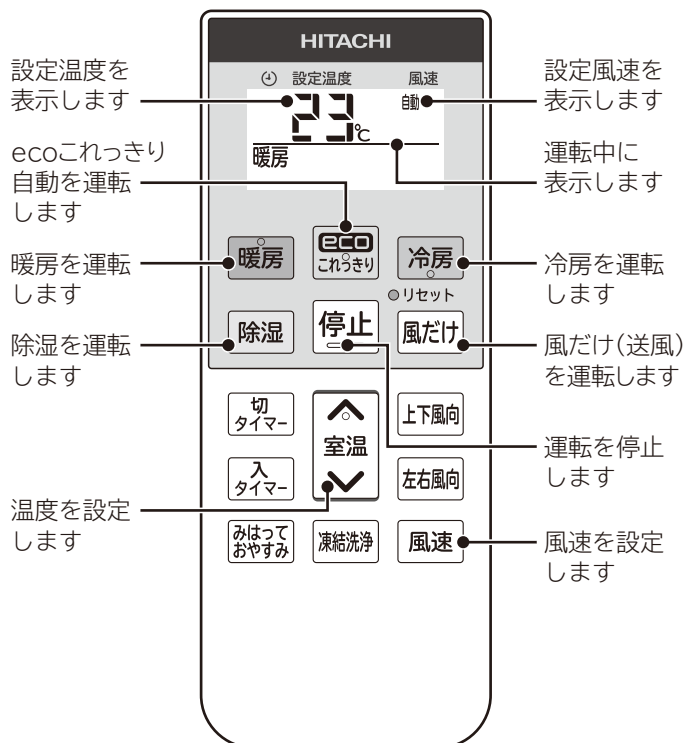 HITACHI
設定温度 風速
23℃ 自動
暖房
設定温度を
表示します
設定風速を
表示します
ecoこれっきり
自動を運転
します
運転中に
表示します
暖房を運転
します
冷房を運転
します
除湿を運転
します
風だけ(送風)
を運転します
温度を設定
します
運転を停止
します
風速を設定
します
暖房
eco
これっきり
冷房
リセット
除湿
停止
風だけ
切
タイマー
室温
上下風向
入
タイマー
左右風向
みはって
おやすみ
凍結洗浄
風速